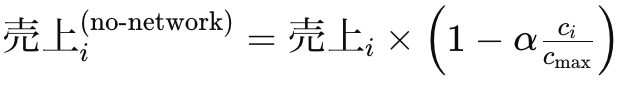 売上_i^{(no-network)} = 売上_i × (1 − α c_i/c_max)